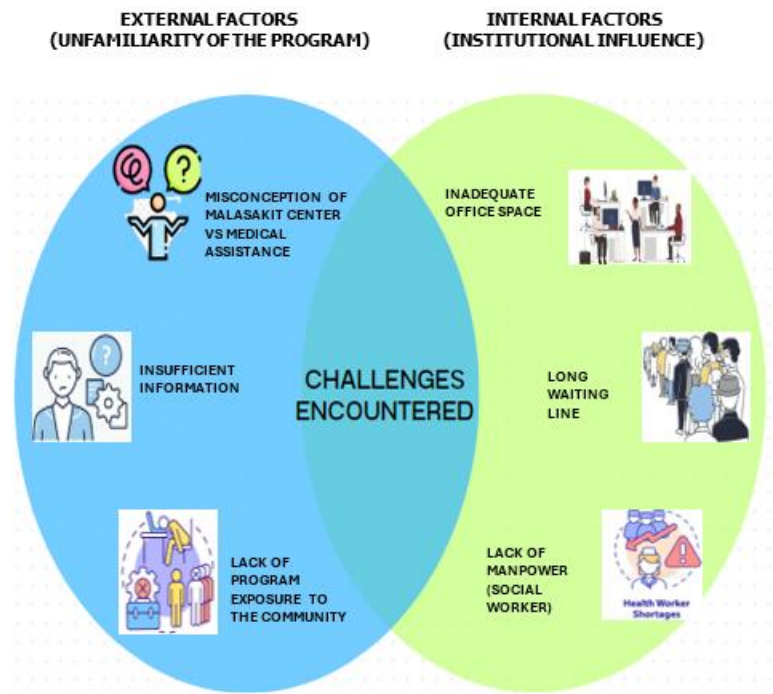 EXTERNAL FACTORS
(UNFAMILIARITY OF THE PROGRAM)
INTERNAL FACTORS
(INSTITUTIONAL INFLUENCE)
?
MISCONCEPTION OF
MALASAKIT CENTER
VS MEDICAL
ASSISTANCE
INADEQUATE
OFFICE SPACE
?
INSUFFICIENT
INFORMATION
CHALLENGES
ENCOUNTERED
LONG
WAITING
LINE
LACK OF
PROGRAM
EXPOSURE TO
THE COMMUNITY
LACK OF
MANPOWER
(SOCIAL
WORKER)
Health Worker
Shortages